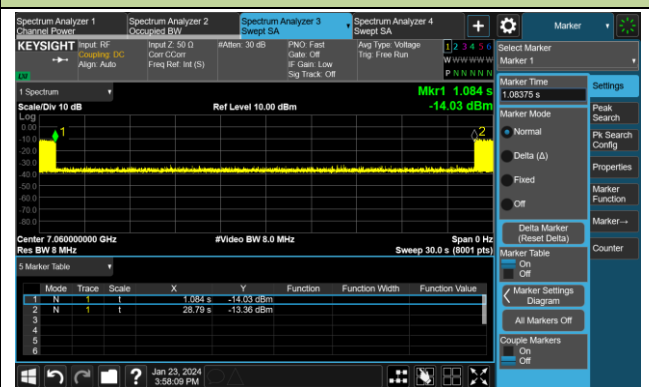 Spectrum Analyzer 1
Channel Power
Spectrum Analyzer 2
Occupied BW
Spectrum Analyzer 3
Swept SA
Spectrum Analyzer 4
Swept SA
+
Marker
KEYSIGHT
Input: RF
Coupling: DC
Align: Auto
Input Z: 50 Ω
Corr CCorr
Freq Ref: Int (S)
#Atten: 30 dB
PNO: Fast
Gate: Off
IF Gain: Low
Sig Track: Off
Avg Type: Voltage
Trig: Free Run
1 2 3 4 5 6
W W W W W W
P N N N N N
LXI
1 Spectrum
Scale/Div 10 dB
Log
Ref Level 10.00 dBm
Mkr1 1.084 s
-14.03 dBm
0.00
-10.0
-20.0
-30.0
-40.0
-50.0
-60.0
-70.0
-80.0
1
2
Center 7.060000000 GHz
Res BW 8 MHz
#Video BW 8.0 MHz
Span 0 Hz
Sweep 30.0 s (8001 pts)
5 Marker Table
Mode Trace Scale X Y Function Function Width Function Value
1 N 1 t 1.084 s -14.03 dBm
2 N 1 t 28.79 s -13.36 dBm
3
4
5
6
Select Marker
Marker 1
Marker Time
1.08375 s
Marker Mode
Normal
Delta (Δ)
Fixed
Off
Delta Marker
(Reset Delta)
Marker Table
On
Off
Marker Settings
Diagram
All Markers Off
Couple Markers
On
Off
Settings
Peak
Search
Pk Search
Config
Properties
Marker
Function
Marker→
Counter
?
Jan 23, 2024
3:58:09 PM